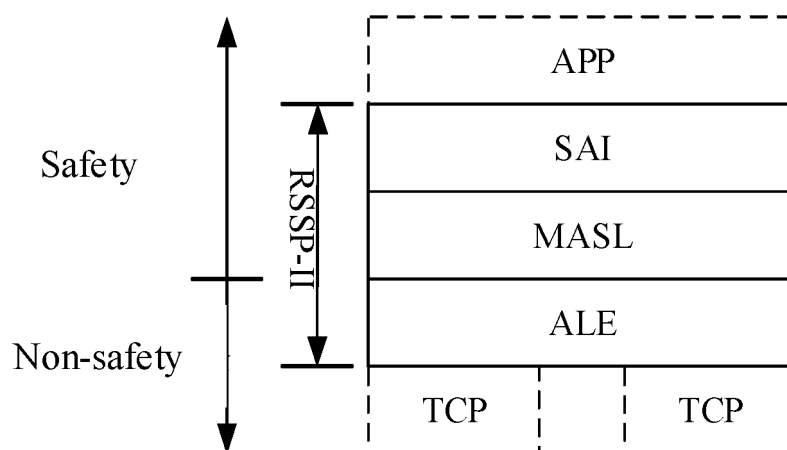 APP
Safety
RSSP-II
SAI
MASL
Non-safety
ALE
TCP
TCP